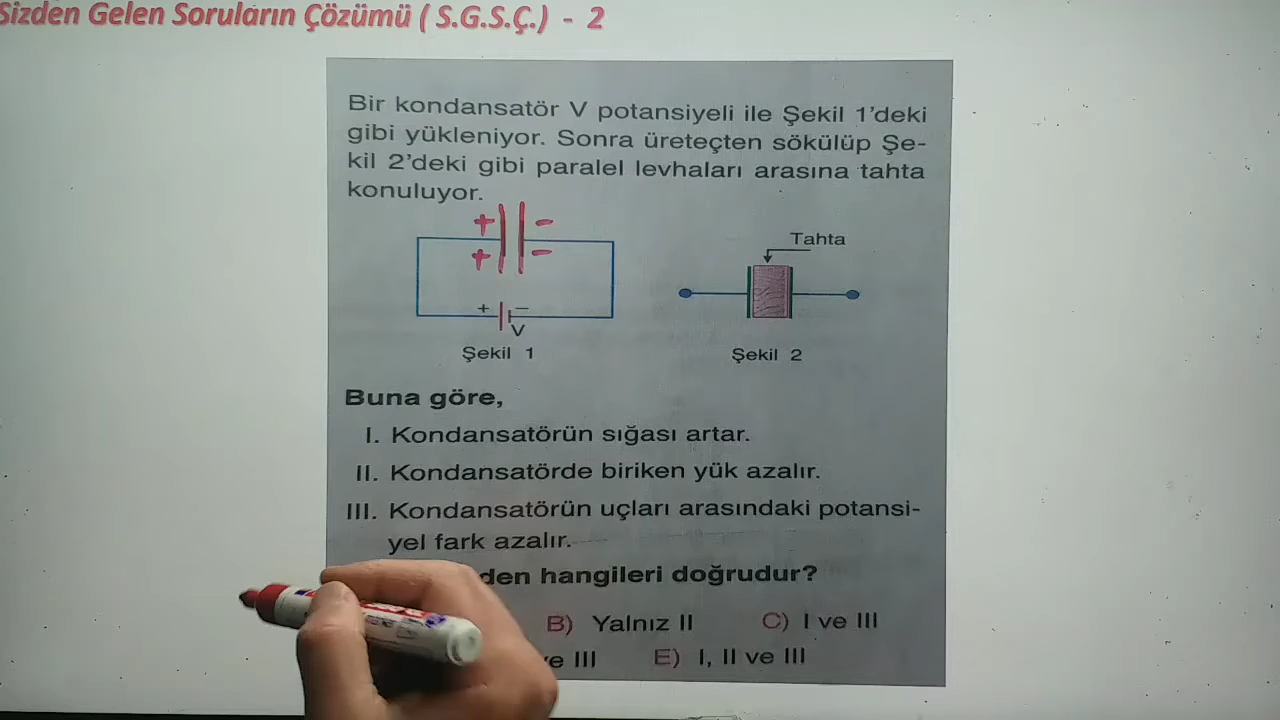 Sizden Gelen Soruların Çözümü ( S.G.S.Ç.) - 2
Bir kondansatör V potansiyeli ile Şekil 1'deki
gibi yükleniyor. Sonra üreteçten sökülüp Şe-
kil 2'deki gibi paralel levhaları arasına tahta
konuluyor.
+ -
+ -
Tahta
+ -
V
Şekil 1
Şekil 2
Buna göre,
I. Kondansatörün sığası artar.
II. Kondansatörde biriken yük azalır.
III. Kondansatörün uçları arasındaki potansi-
yel fark azalır.
hangileri doğrudur?
B) Yalnız II C) I ve III
III E) I, II ve III